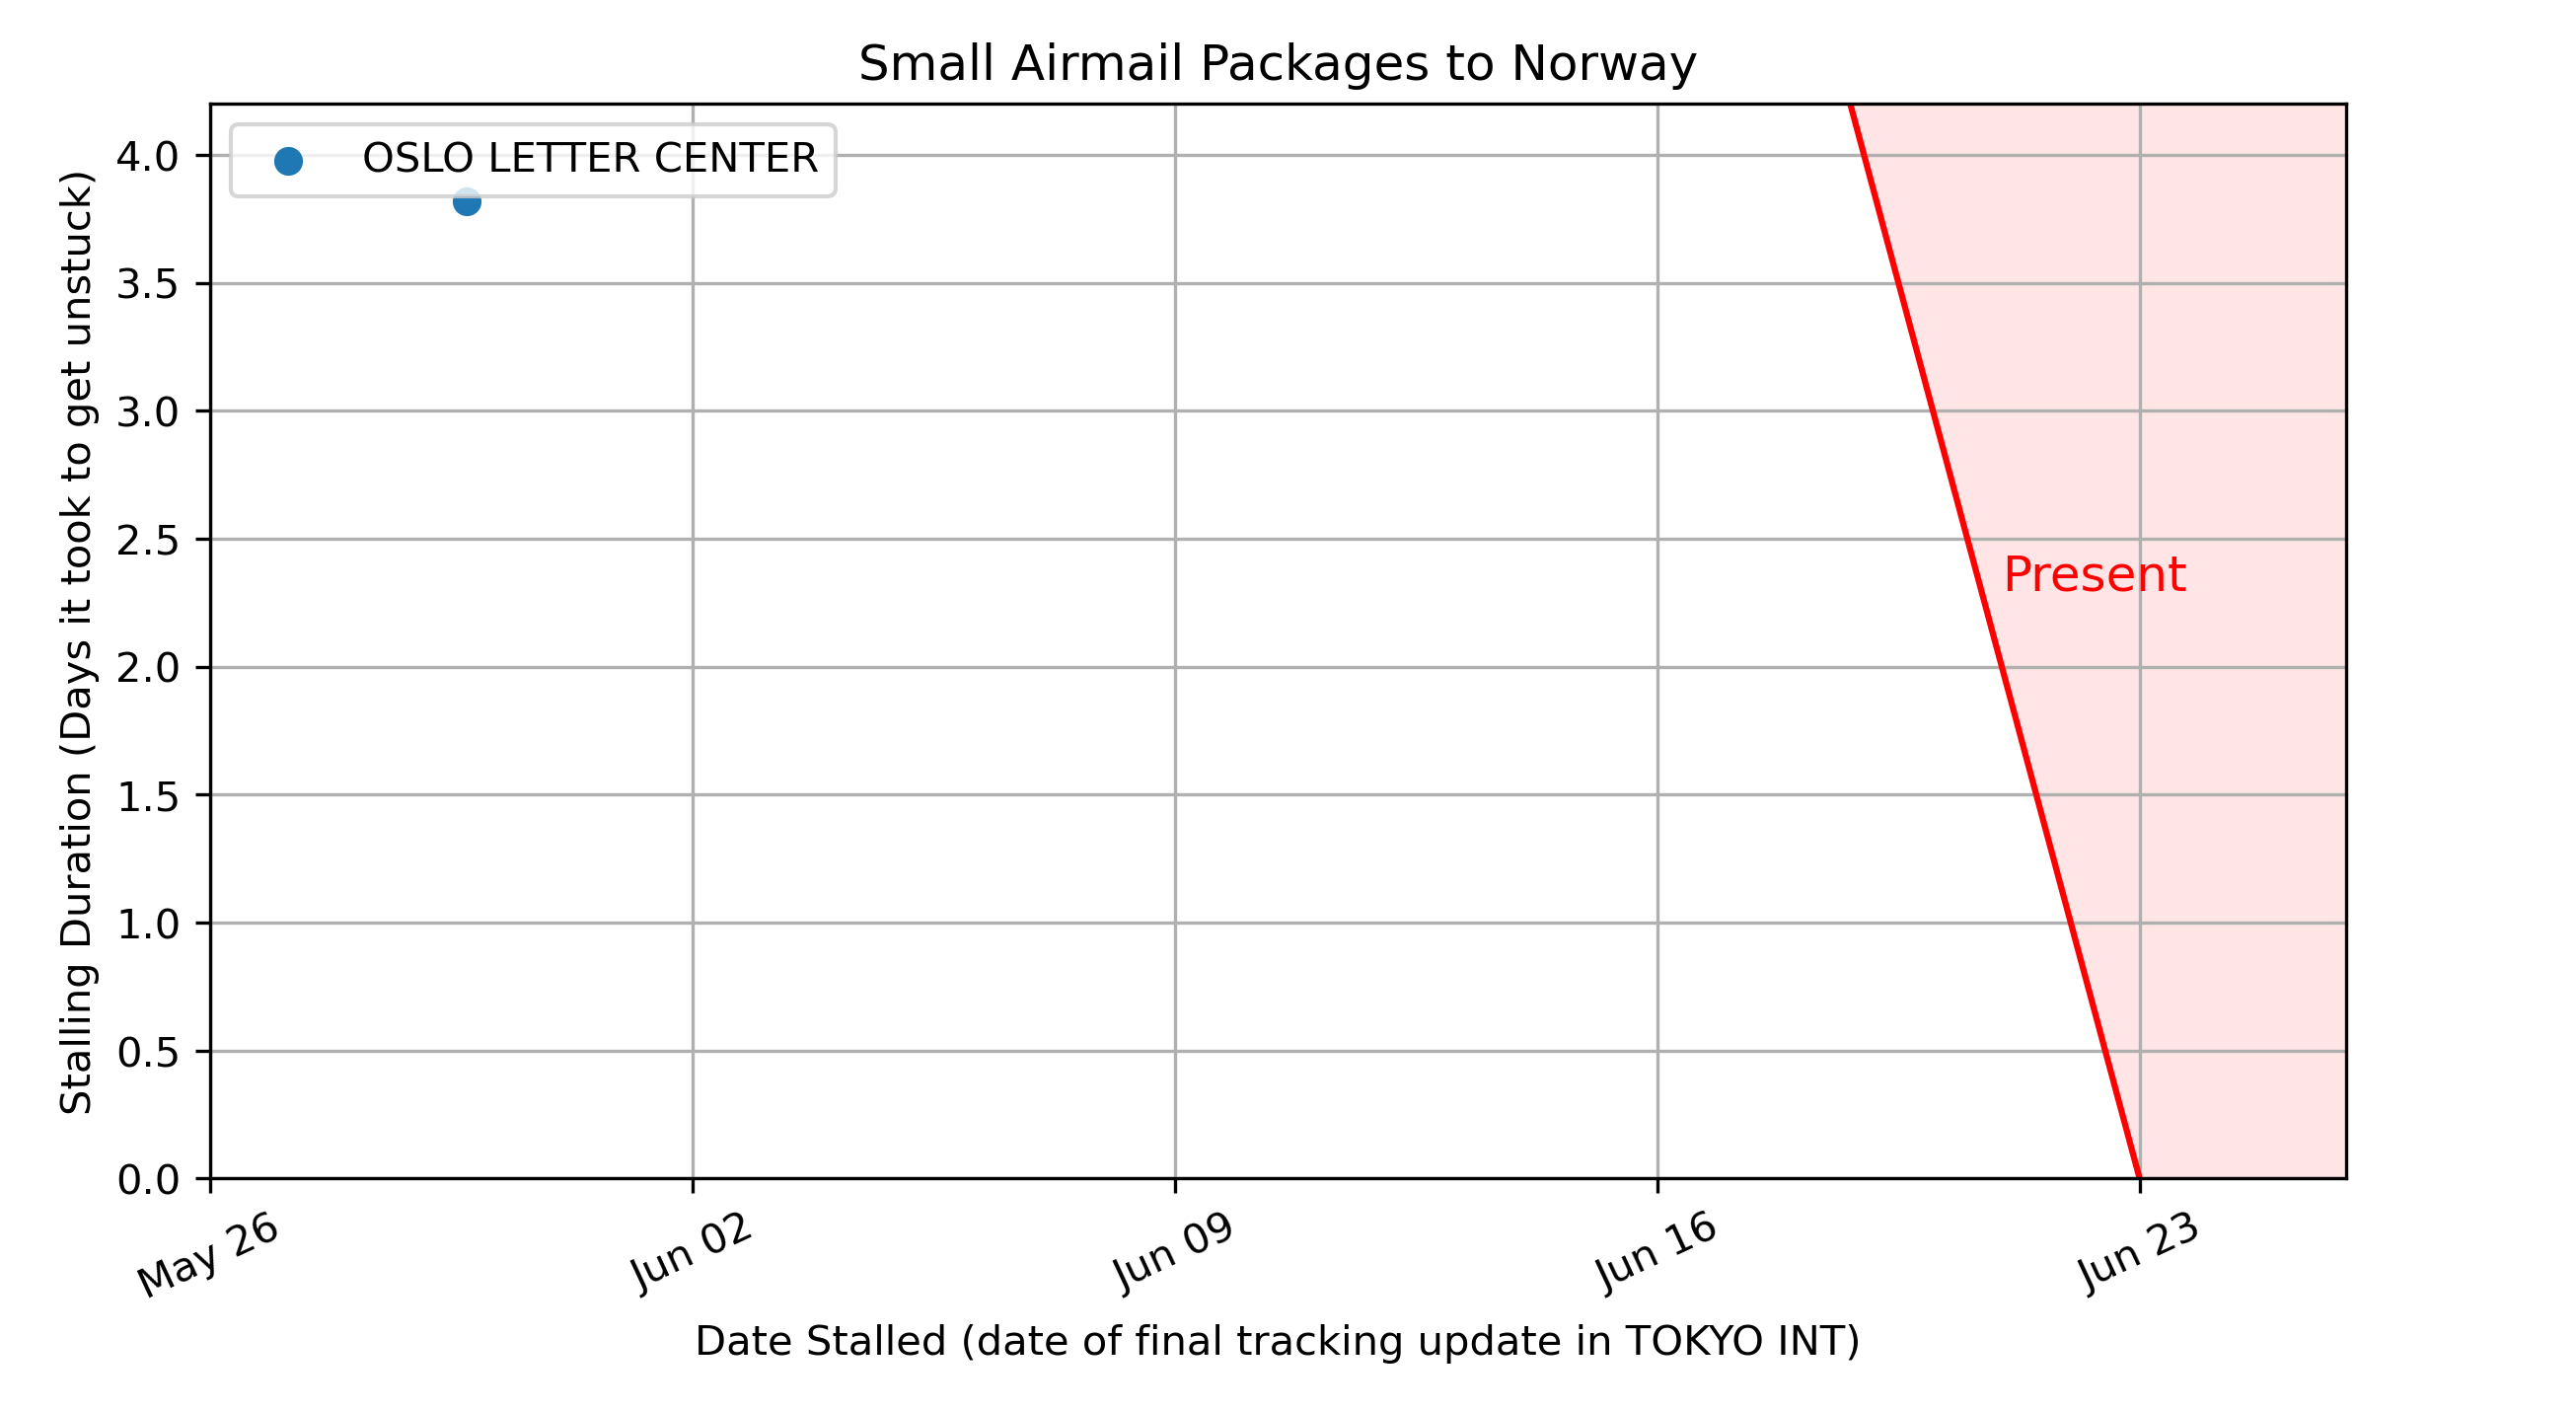 Small Airmail Packages to Norway
OSLO LETTER CENTER
Stalling Duration (Days it took to get unstuck)
4.0
3.5
3.0
2.5
2.0
1.5
1.0
0.5
0.0
Present
May 26
Jun 02
Jun 09
Jun 16
Jun 23
Date Stalled (date of final tracking update in TOKYO INT)